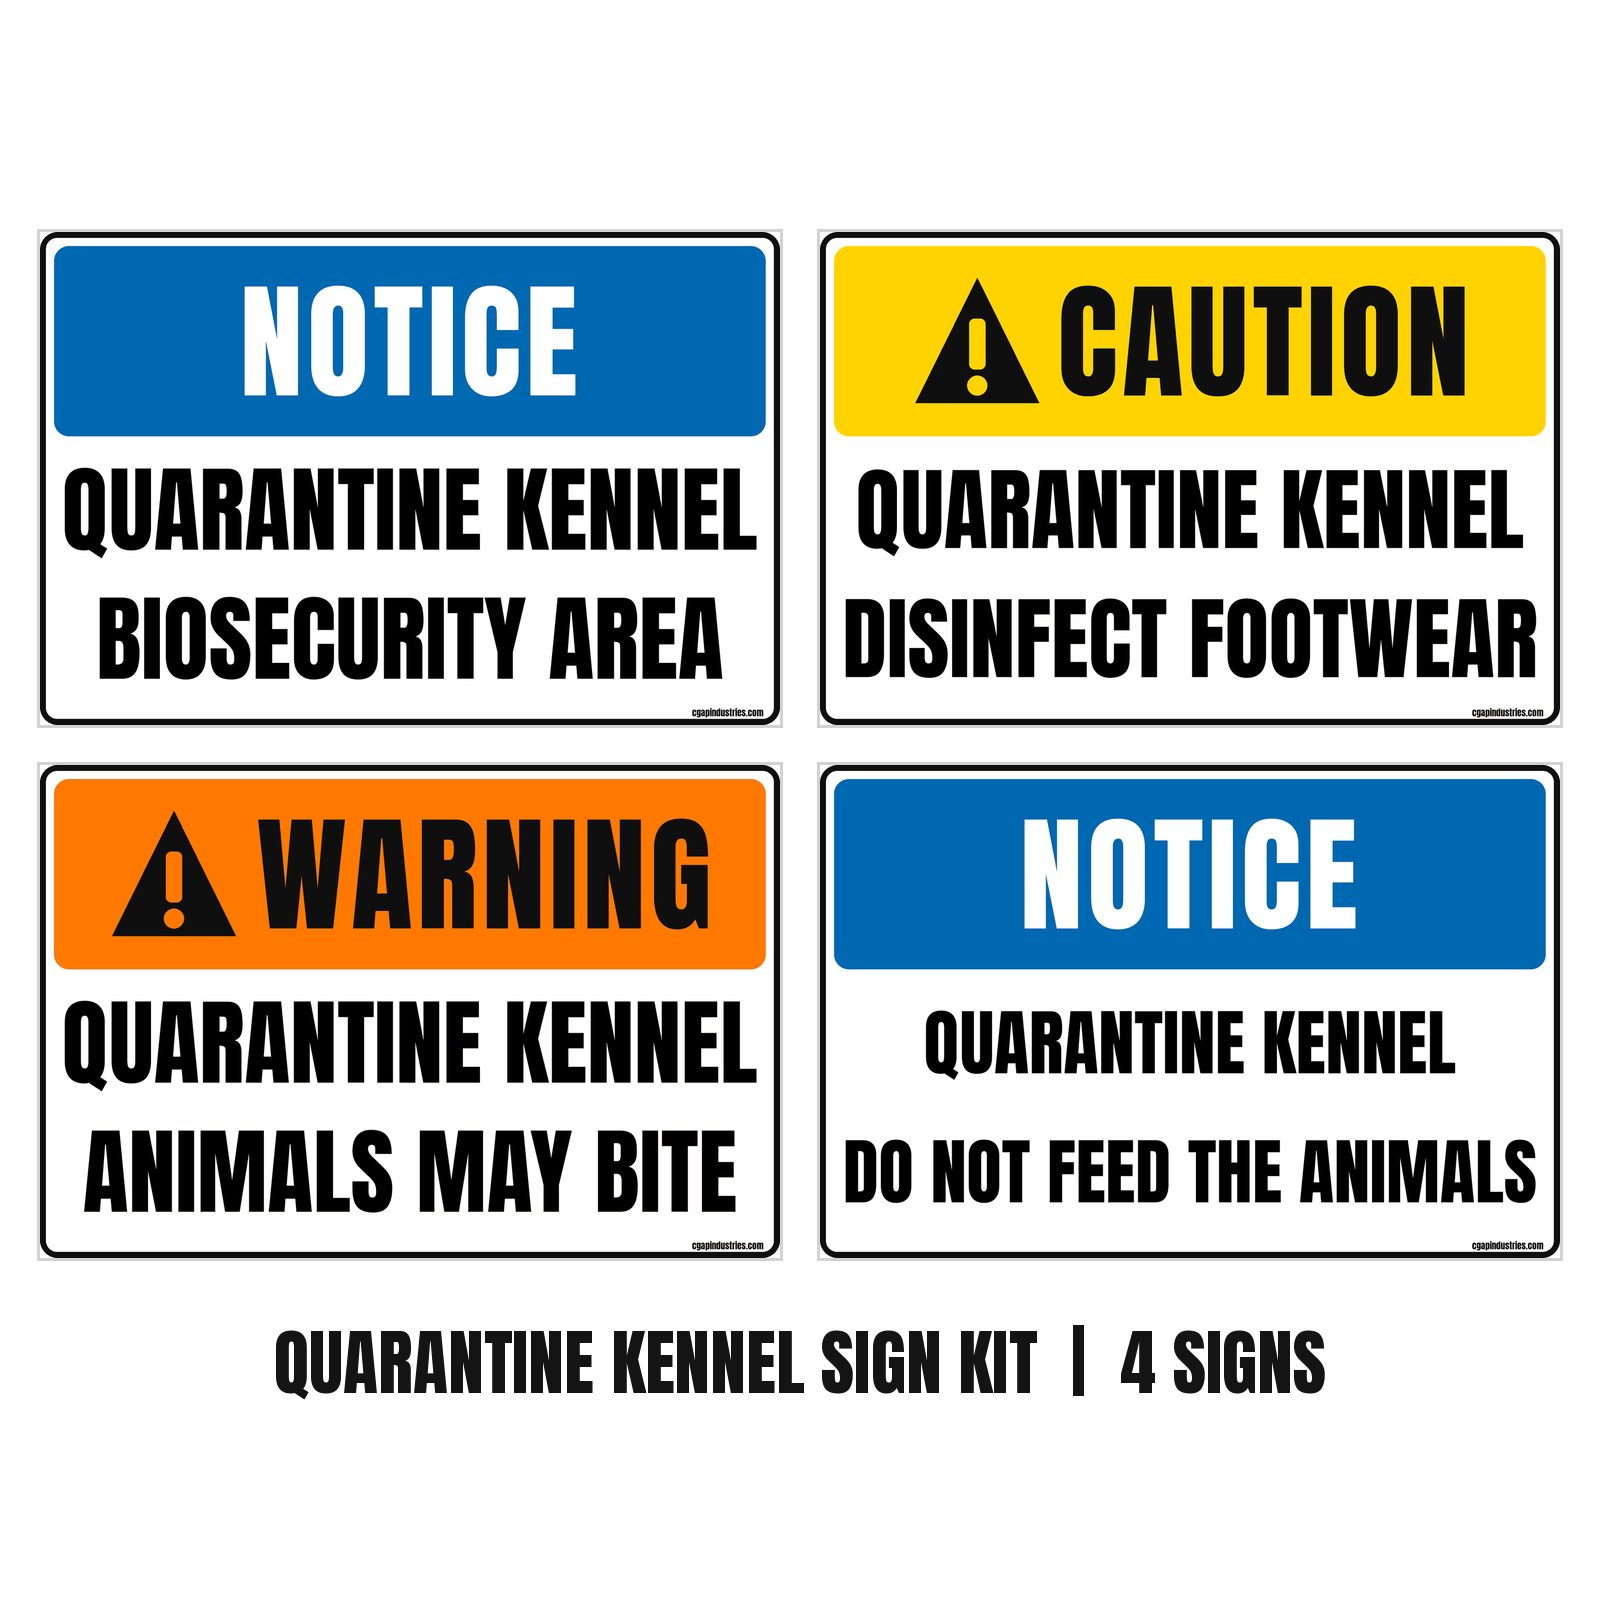 NOTICE
QUARANTINE KENNEL
BIOSECURITY AREA
cgapindustries.com
CAUTION
QUARANTINE KENNEL
DISINFECT FOOTWEAR
cgapindustries.com
WARNING
QUARANTINE KENNEL
ANIMALS MAY BITE
cgapindustries.com
NOTICE
QUARANTINE KENNEL
DO NOT FEED THE ANIMALS
cgapindustries.com
QUARANTINE KENNEL SIGN KIT | 4 SIGNS